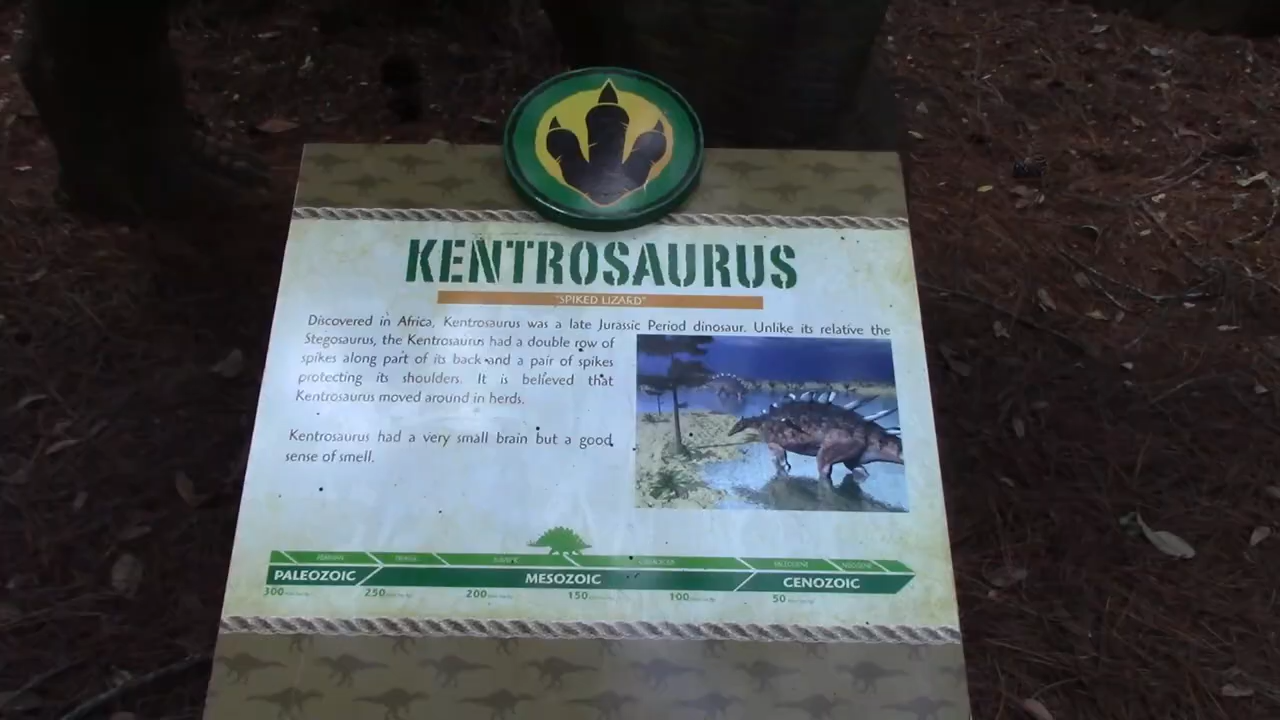 KENTROSAURUS
"SPIKED LIZARD"
Discovered in Africa, Kentrosaurus was a late Jurassic Period dinosaur. Unlike its relative the
Stegosaurus, the Kentrosaurus had a double row of
spikes along part of its back and a pair of spikes
protecting its shoulders. It is believed that
Kentrosaurus moved around in herds.
Kentrosaurus had a very small brain but a good
sense of smell.
PALEOZOIC MESOZOIC CENOZOIC
300 250 200 150 100 50